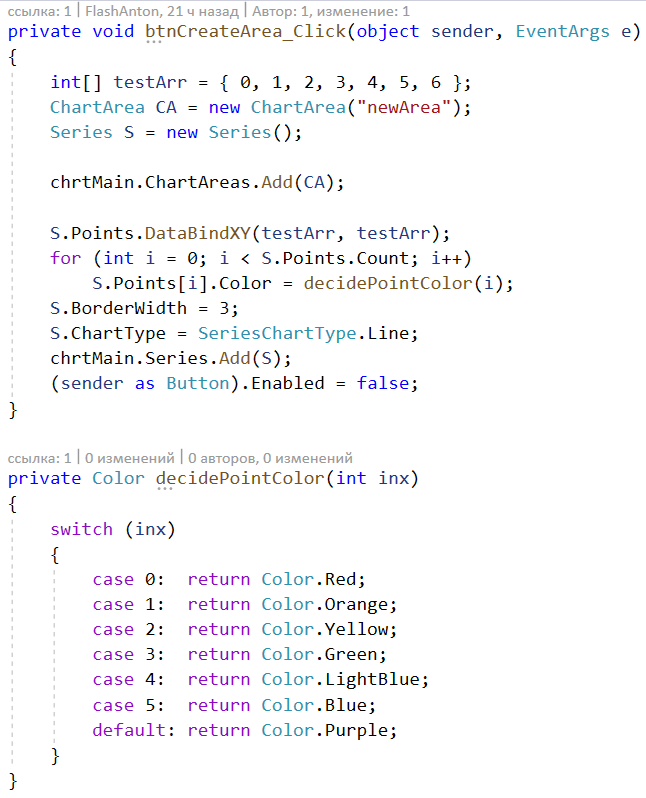 ссылка: 1 | FlashAnton, 21 ч назад | Автор: 1, изменение: 1
private void btnCreateArea_Click(object sender, EventArgs e)
{
    int[] testArr = { 0, 1, 2, 3, 4, 5, 6 };
    ChartArea CA = new ChartArea("newArea");
    Series S = new Series();

    chrtMain.ChartAreas.Add(CA);

    S.Points.DataBindXY(testArr, testArr);
    for (int i = 0; i < S.Points.Count; i++)
        S.Points[i].Color = decidePointColor(i);
    S.BorderWidth = 3;
    S.ChartType = SeriesChartType.Line;
    chrtMain.Series.Add(S);
    (sender as Button).Enabled = false;
}

ссылка: 1 | 0 изменений | 0 авторов, 0 изменений
private Color decidePointColor(int inx)
{
    switch (inx)
    {
        case 0:  return Color.Red;
        case 1:  return Color.Orange;
        case 2:  return Color.Yellow;
        case 3:  return Color.Green;
        case 4:  return Color.LightBlue;
        case 5:  return Color.Blue;
        default: return Color.Purple;
    }
}